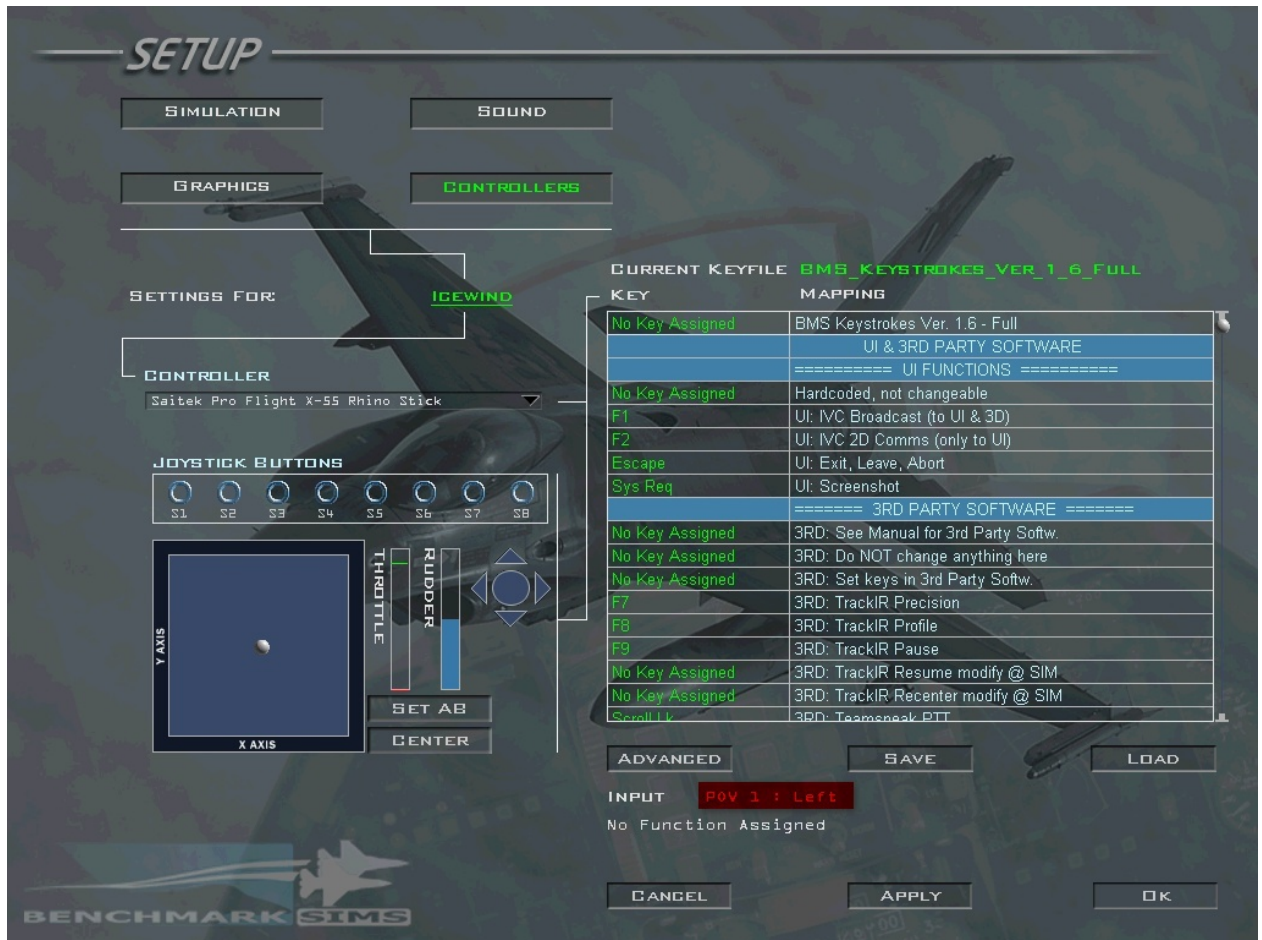 SETUP
SIMULATION
SOUND
GRAPHICS
CONTROLLERS
SETTINGS FOR:
ICEWIND
CONTROLLER
Saitek Pro Flight X-55 Rhino Stick
JOYSTICK BUTTONS
S1 S2 S3 S4 S5 S6 S7 S8
THROTTLE
RUDDER
Y AXIS
X AXIS
SET AB
CENTER
CURRENT KEYFILE BMS_KEYSTROKES_VER_1_6_FULL
KEY MAPPING
No Key Assigned BMS Keystrokes Ver. 1.6 - Full
UI & 3RD PARTY SOFTWARE
========== UI FUNCTIONS ==========
No Key Assigned Hardcoded, not changeable
F1 UI: IVC Broadcast (to UI & 3D)
F2 UI: IVC 2D Comms (only to UI)
Escape UI: Exit, Leave, Abort
Sys Req UI: Screenshot
======= 3RD PARTY SOFTWARE =======
No Key Assigned 3RD: See Manual for 3rd Party Softw.
No Key Assigned 3RD: Do NOT change anything here
No Key Assigned 3RD: Set keys in 3rd Party Softw.
F7 3RD: TrackIR Precision
F8 3RD: TrackIR Profile
F9 3RD: TrackIR Pause
No Key Assigned 3RD: TrackIR Resume modify @ SIM
No Key Assigned 3RD: TrackIR Recenter modify @ SIM
Scroll Lk 3RD: Teamspeak PTT
ADVANCED
SAVE
LOAD
INPUT POV 1 : Left
No Function Assigned
CANCEL
APPLY
OK
BENCHMARK SIMS